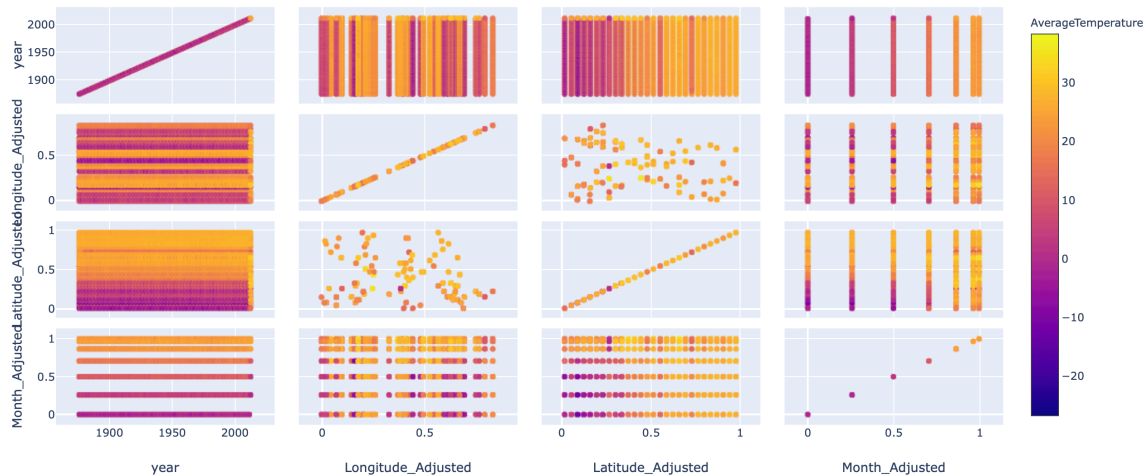 AverageTemperature
2000
1950
1900
year
30
20
10
0
−10
−20
0.5
0
Longitude_Adjusted
1
0.5
0
Latitude_Adjusted
1
0.5
0
Month_Adjusted
1900 1950 2000 0 0.5 0 0.5 1 0 0.5 1
year Longitude_Adjusted Latitude_Adjusted Month_Adjusted